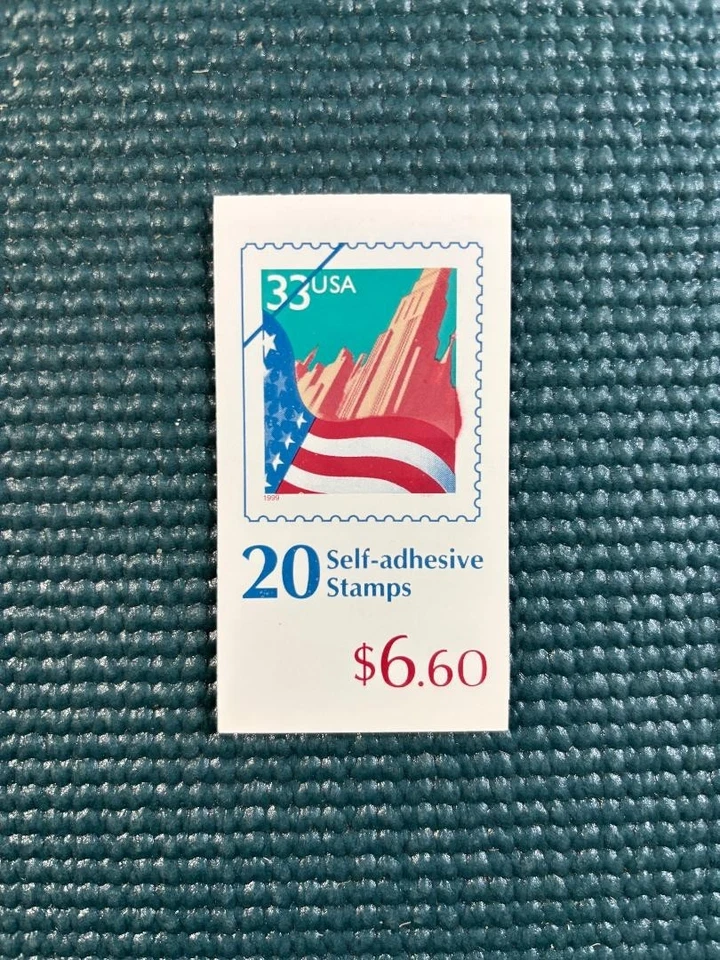 33USA
1999
20 Self-adhesive
Stamps
$6.60